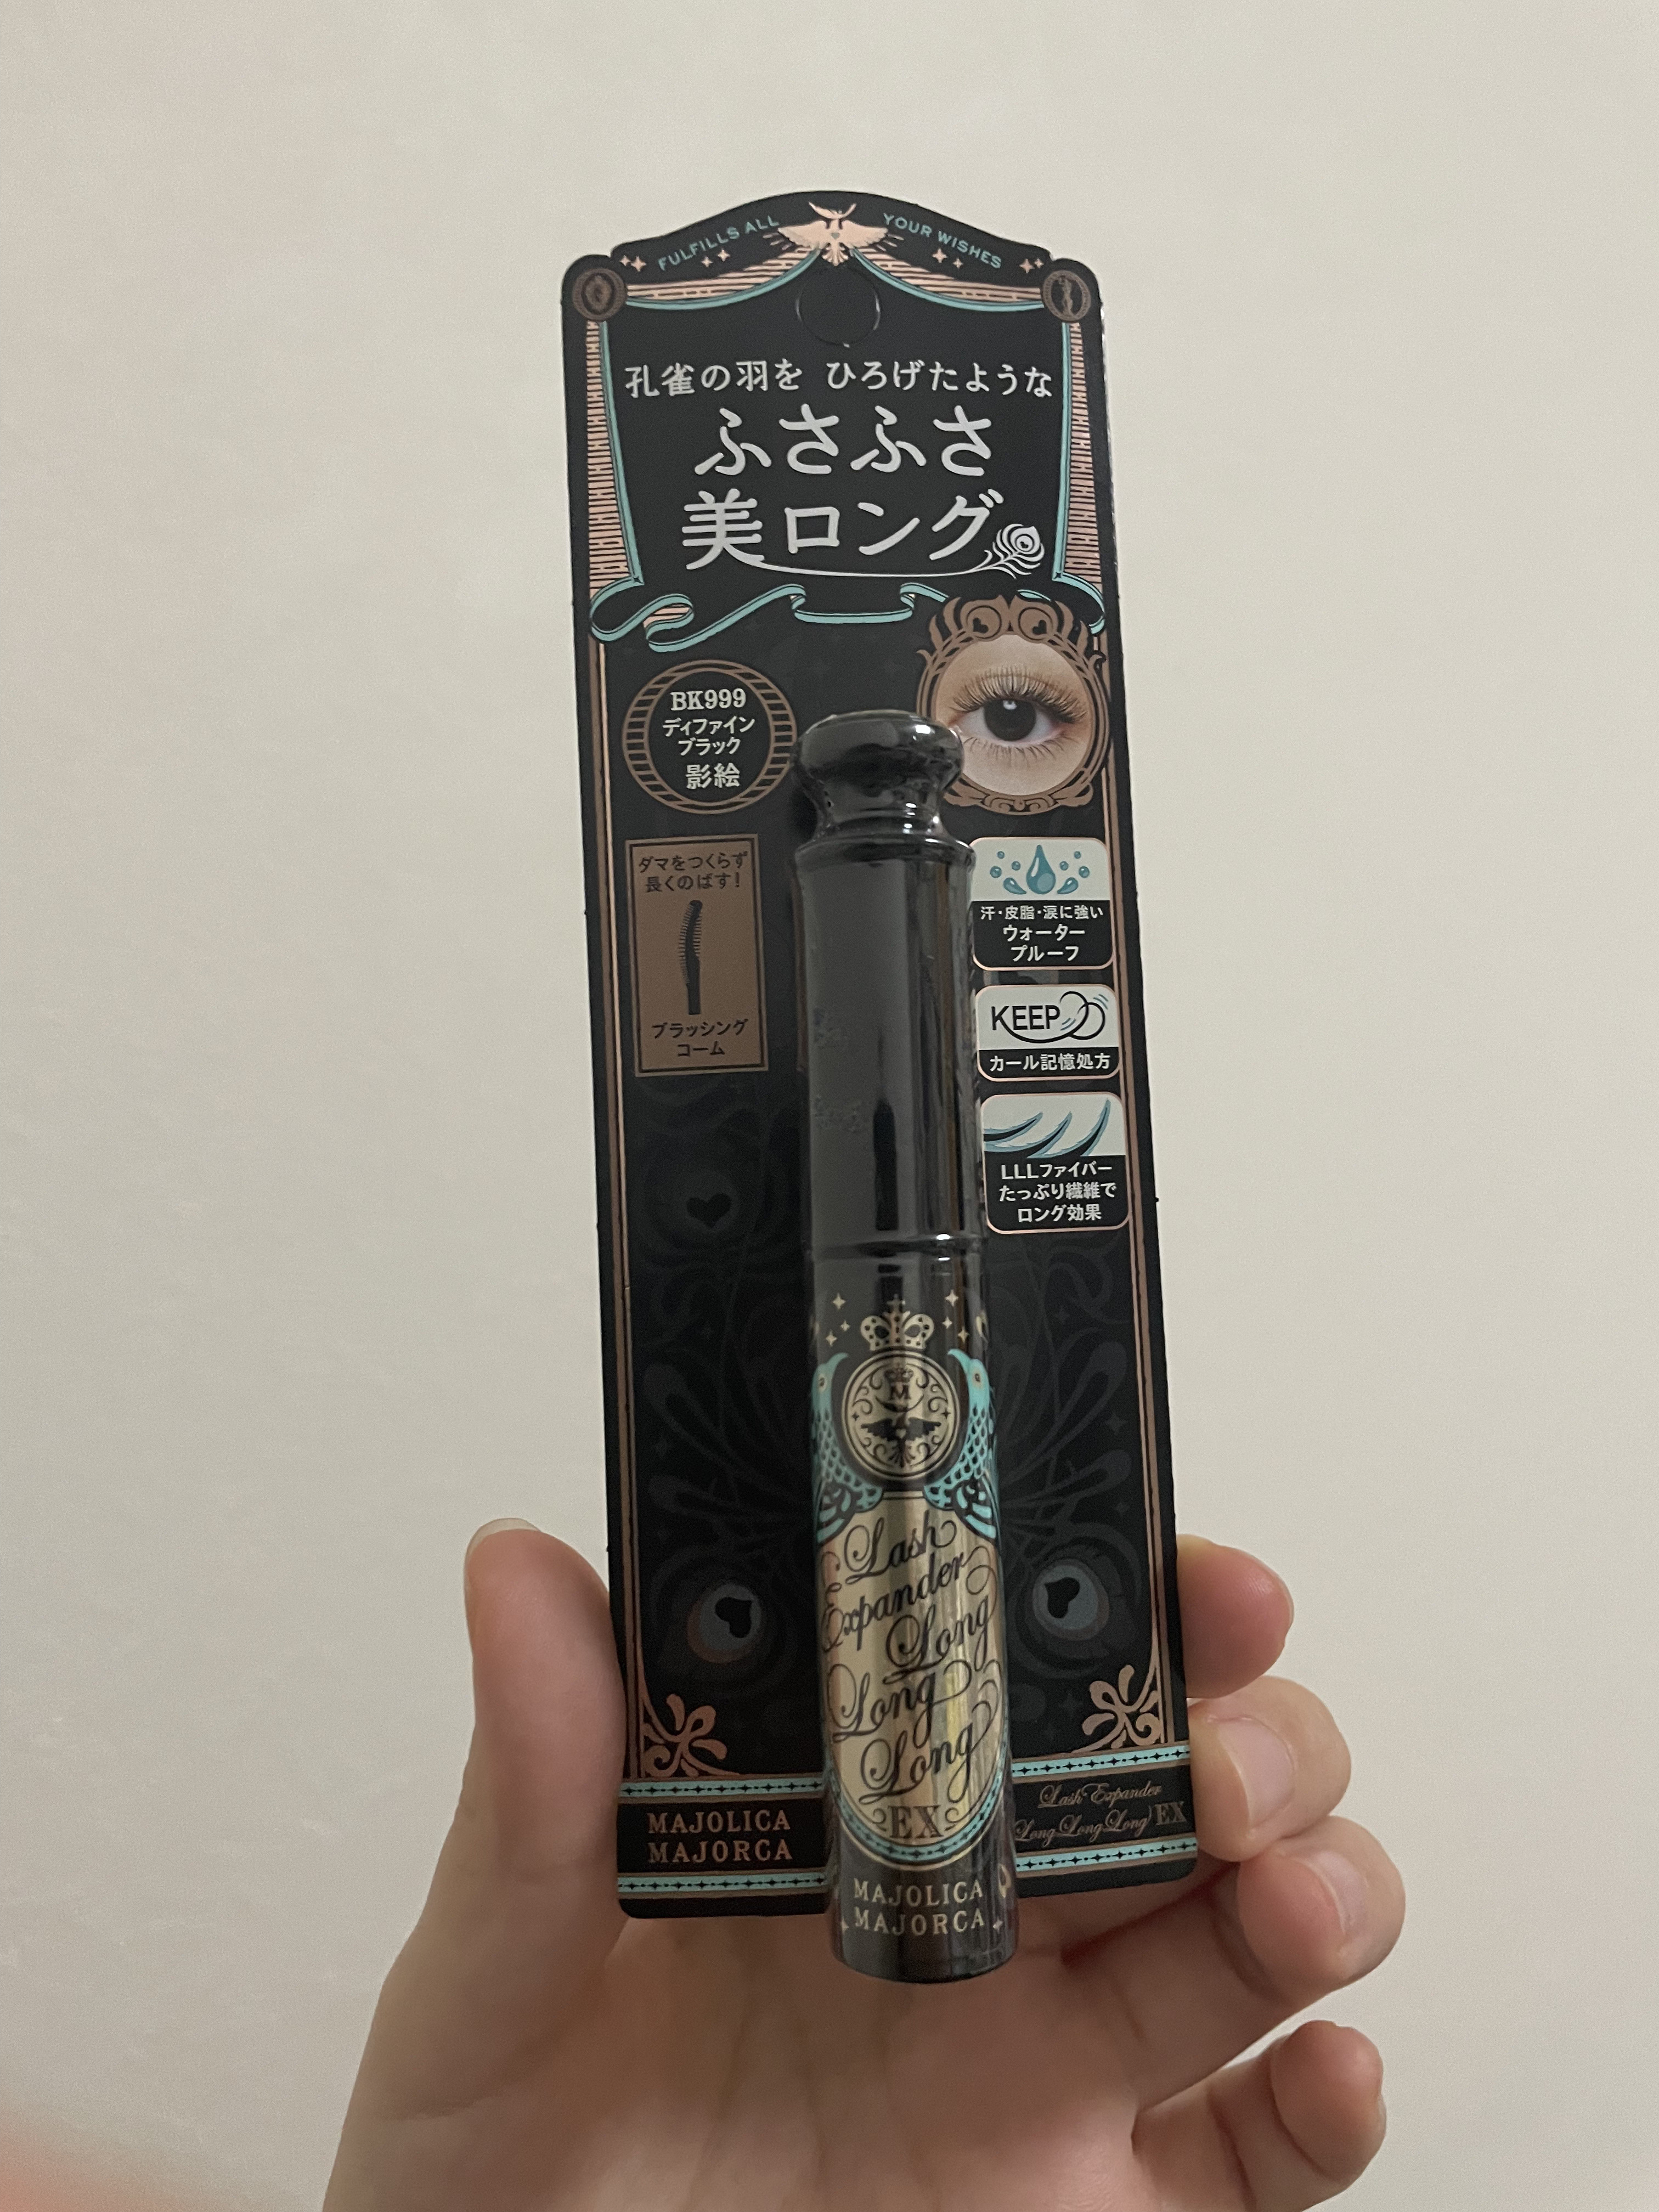 FULFILLS ALL YOUR WISHES
孔雀の羽を ひろげたような
ふさふさ
美ロング
BK999
ディファイン
ブラック
影絵
ダマをつくらず
長くのばす!
ブラッシング
コーム
汗・皮脂・涙に強い
ウォーター
プルーフ
KEEP
カール記憶処方
LLLファイバー
たっぷり繊維で
ロング効果
M
Lash
Expander
Long
Long
Long
EX
MAJOLICA
MAJORCA
MAJOLICA
MAJORCA
Lash Expander
Long Long Long EX